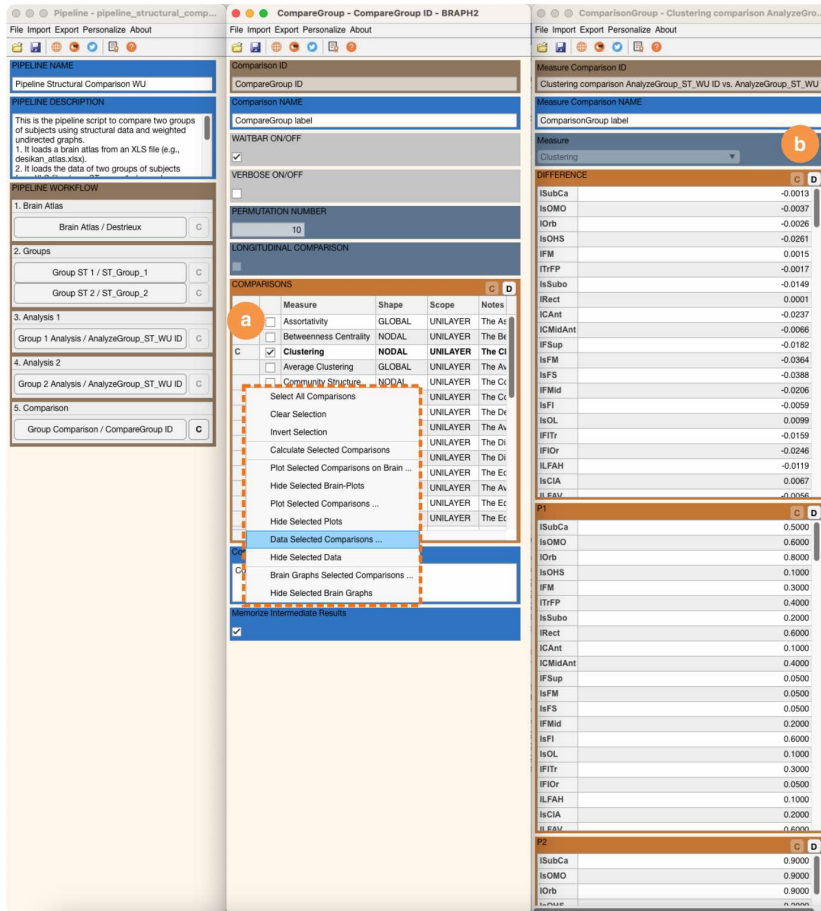 Pipeline - pipeline_structural_comp...
File Import Export Personalize About
PIPELINE NAME
Pipeline Structural Comparison WU
PIPELINE DESCRIPTION
This is the pipeline script to compare two groups
of subjects using structural data and weighted
undirected graphs.
1. It loads a brain atlas from an XLS file (e.g.,
desikan_atlas.xlsx).
2. It loads the data of two groups of subjects
PIPELINE WORKFLOW
1. Brain Atlas
Brain Atlas / Destrieux C
2. Groups
Group ST 1 / ST_Group_1 C
Group ST 2 / ST_Group_2 C
3. Analysis 1
Group 1 Analysis / AnalyzeGroup_ST_WU ID C
4. Analysis 2
Group 2 Analysis / AnalyzeGroup_ST_WU ID C
5. Comparison
Group Comparison / CompareGroup ID C
CompareGroup - CompareGroup ID - BRAPH2
File Import Export Personalize About
Comparison ID
CompareGroup ID
Comparison NAME
CompareGroup label
WAITBAR ON/OFF
VERBOSE ON/OFF
PERMUTATION NUMBER
10
LONGITUDINAL COMPARISON
COMPARISONS C D
a
Measure Shape Scope Notes
Assortativity GLOBAL UNILAYER The As
Betweenness Centrality NODAL UNILAYER The Be
C Clustering NODAL UNILAYER The Cl
Average Clustering GLOBAL UNILAYER The Av
Community Structure NODAL UNILAYER The Co
UNILAYER The Co
UNILAYER The De
UNILAYER The Av
UNILAYER The Di
UNILAYER The Di
UNILAYER The Ec
UNILAYER The Av
UNILAYER The Ec
UNILAYER The Ec
Select All Comparisons
Clear Selection
Invert Selection
Calculate Selected Comparisons
Plot Selected Comparisons on Brain ...
Hide Selected Brain-Plots
Plot Selected Comparisons ...
Hide Selected Plots
Data Selected Comparisons ...
Hide Selected Data
Brain Graphs Selected Comparisons ...
Hide Selected Brain Graphs
Co
Co
Memorize Intermediate Results
ComparisonGroup - Clustering comparison AnalyzeGro...
File Import Export Personalize About
Measure Comparison ID
Clustering comparison AnalyzeGroup_ST_WU ID vs. AnalyzeGroup_ST_WU
Measure Comparison NAME
ComparisonGroup label
Measure
b
Clustering
DIFFERENCE C D
lSubCa -0.0013
lsOMO -0.0037
lOrb -0.0026
lsOHS -0.0261
lFM 0.0015
lTrFP -0.0017
lsSubo -0.0149
lRect 0.0001
lCAnt -0.0237
lCMidAnt -0.0066
lFSup -0.0182
lsFM -0.0364
lsFS -0.0388
lFMid -0.0206
lsFI -0.0059
lsOL 0.0099
lFITr -0.0159
lFIOr -0.0246
lLFAH -0.0119
lsCIA 0.0067
lLFAV -0.0056
P1 C D
lSubCa 0.5000
lsOMO 0.6000
lOrb 0.8000
lsOHS 0.1000
lFM 0.3000
lTrFP 0.4000
lsSubo 0.2000
lRect 0.6000
lCAnt 0.1000
lCMidAnt 0.4000
lFSup 0.0500
lsFM 0.0500
lsFS 0.0500
lFMid 0.2000
lsFI 0.6000
lsOL 0.1000
lFITr 0.3000
lFIOr 0.0500
lLFAH 0.1000
lsCIA 0.2000
lLFAV 0.6000
P2 C D
lSubCa 0.9000
lsOMO 0.9000
lOrb 0.9000